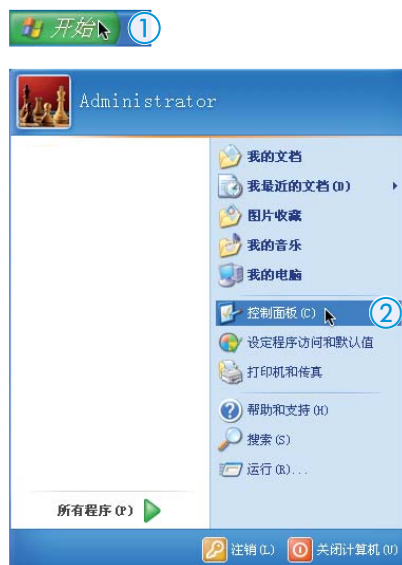 开始 ①
Administrator
我的文档
我最近的文档(D)
图片收藏
我的音乐
我的电脑
控制面板(C) ②
设定程序访问和默认值
打印机和传真
帮助和支持(H)
搜索(S)
运行(R)...
所有程序(P)
注销(L) 关闭计算机(U)